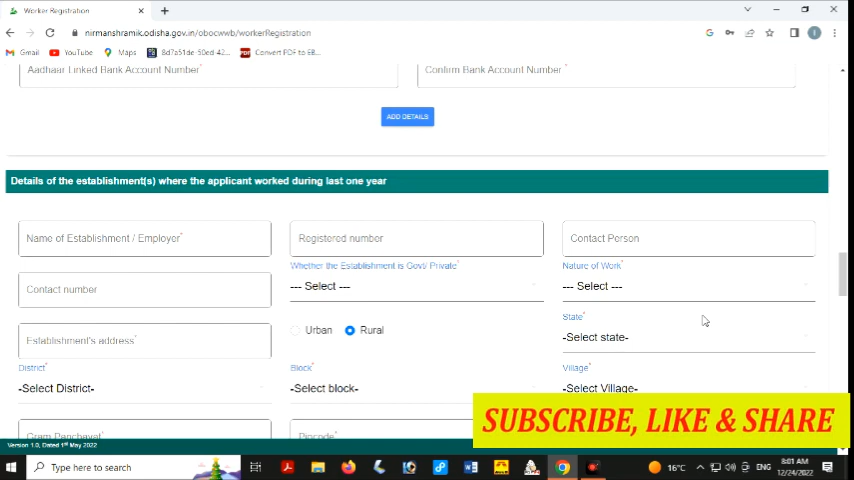 Worker Registration
nirmanshramik.odisha.gov.in/obocwwb/workerRegistration
Gmail YouTube Maps 8d7a51de-50ed-42... Convert PDF to EB...
Aadhaar Linked Bank Account Number* Confirm Bank Account Number *
ADD DETAILS
Details of the establishment(s) where the applicant worked during last one year
Name of Establishment / Employer* Registered number Contact Person
Whether the Establishment is Govt/ Private* Nature of Work*
Contact number --- Select --- --- Select ---
State*
Establishment's address* Urban Rural -Select state-
District* Block* Village*
-Select District- -Select block- -Select Village-
SUBSCRIBE, LIKE & SHARE
Gram Panchayat* Pincode*
Version 1.0, Dated 1st May 2022
Type here to search 16°C ENG 8:01 AM
12/24/2022